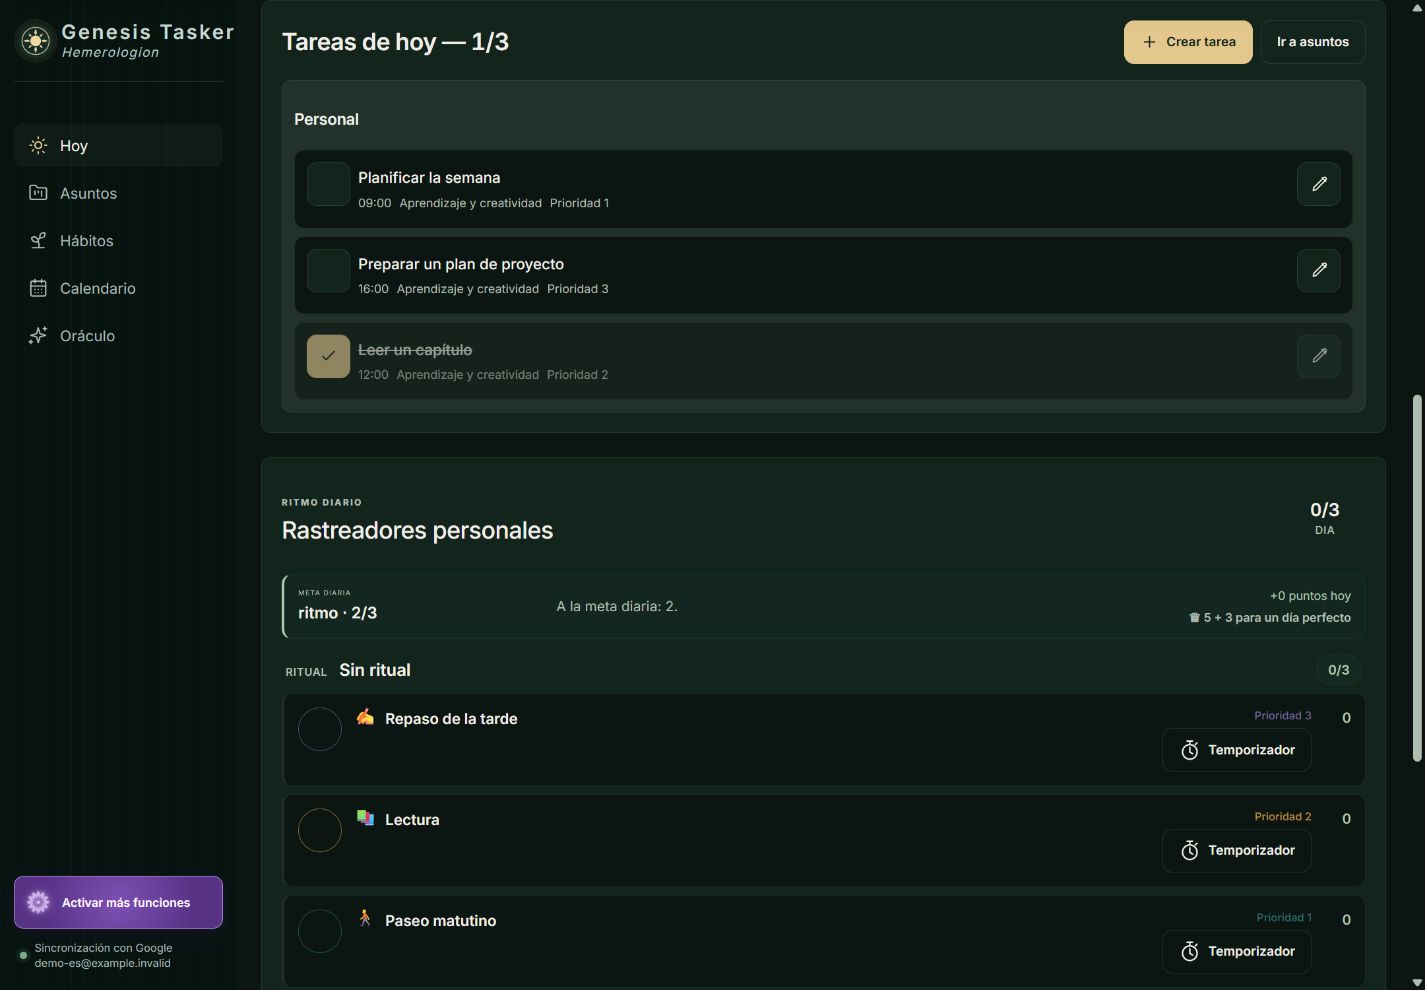 Genesis Tasker
Hemerologion
Hoy
Asuntos
Hábitos
Calendario
Oráculo
Activar más funciones
Sincronización con Google
demo-es@example.invalid
Tareas de hoy — 1/3
Crear tarea
Ir a asuntos
Personal
Planificar la semana
09:00 Aprendizaje y creatividad Prioridad 1
Preparar un plan de proyecto
16:00 Aprendizaje y creatividad Prioridad 3
Leer un capítulo
12:00 Aprendizaje y creatividad Prioridad 2
RITMO DIARIO
Rastreadores personales
0/3
DIA
META DIARIA
ritmo · 2/3
A la meta diaria: 2.
+0 puntos hoy
5 + 3 para un día perfecto
RITUAL Sin ritual
0/3
Repaso de la tarde
Prioridad 3
0
Temporizador
Lectura
Prioridad 2
0
Temporizador
Paseo matutino
Prioridad 1
0
Temporizador